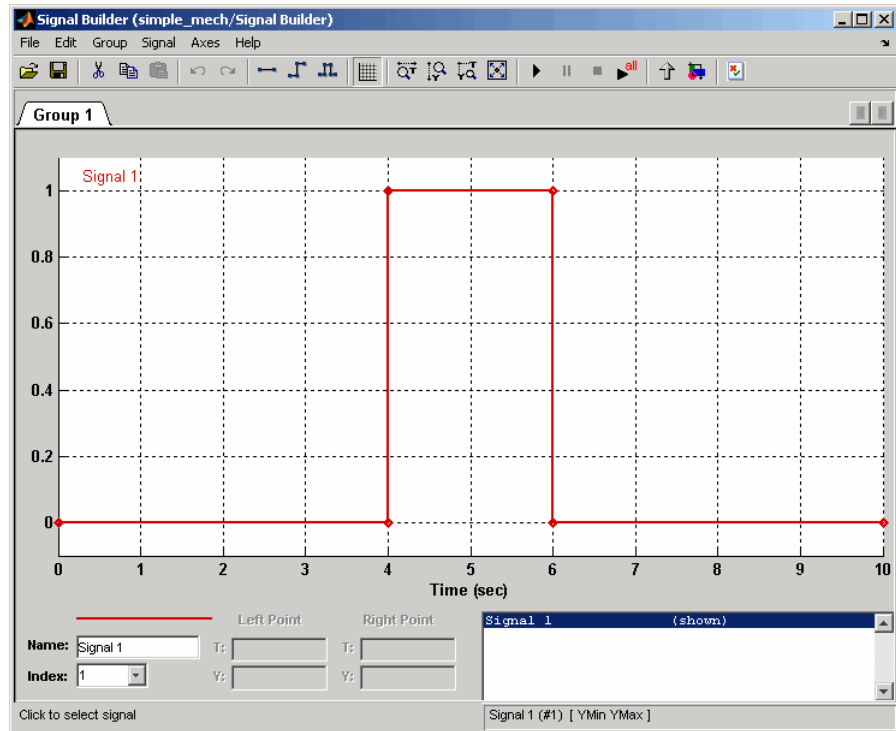 Signal Builder (simple_mech/Signal Builder)
File Edit Group Signal Axes Help
all
Group 1
Signal 1
1
0.8
0.6
0.4
0.2
0
0 1 2 3 4 5 6 7 8 9 10
Time (sec)
Left Point Right Point
Name: Signal 1 T: T:
Index: 1 Y: Y:
Signal 1 (shown)
Click to select signal
Signal 1 (#1) [ YMin YMax ]